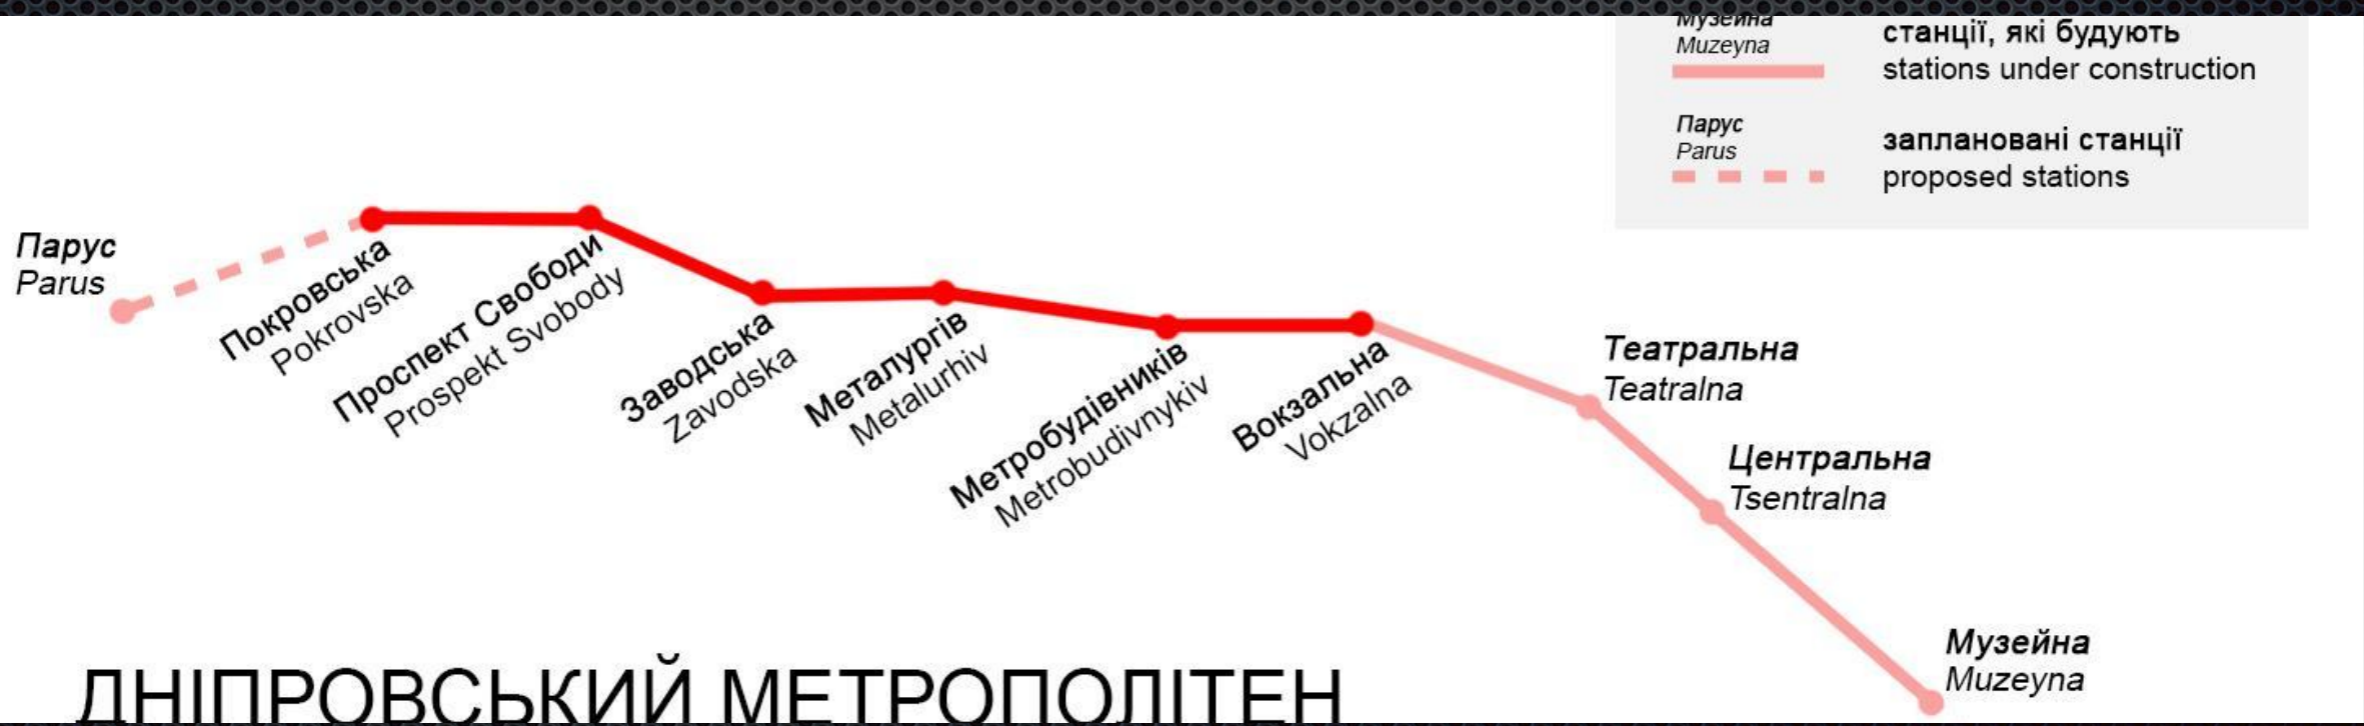 Музейна
Muzeyna
станції, які будують
stations under construction
Парус
Parus
заплановані станції
proposed stations
Парус
Parus
Покровська
Pokrovska
Проспект Свободи
Prospekt Svobody
Заводська
Zavodska
Металургів
Metalurhiv
Метробудівників
Metrobudivnykiv
Вокзальна
Vokzalna
Театральна
Teatralna
Центральна
Tsentralna
Музейна
Muzeyna
ДНІПРОВСЬКИЙ МЕТРОПОЛІТЕН